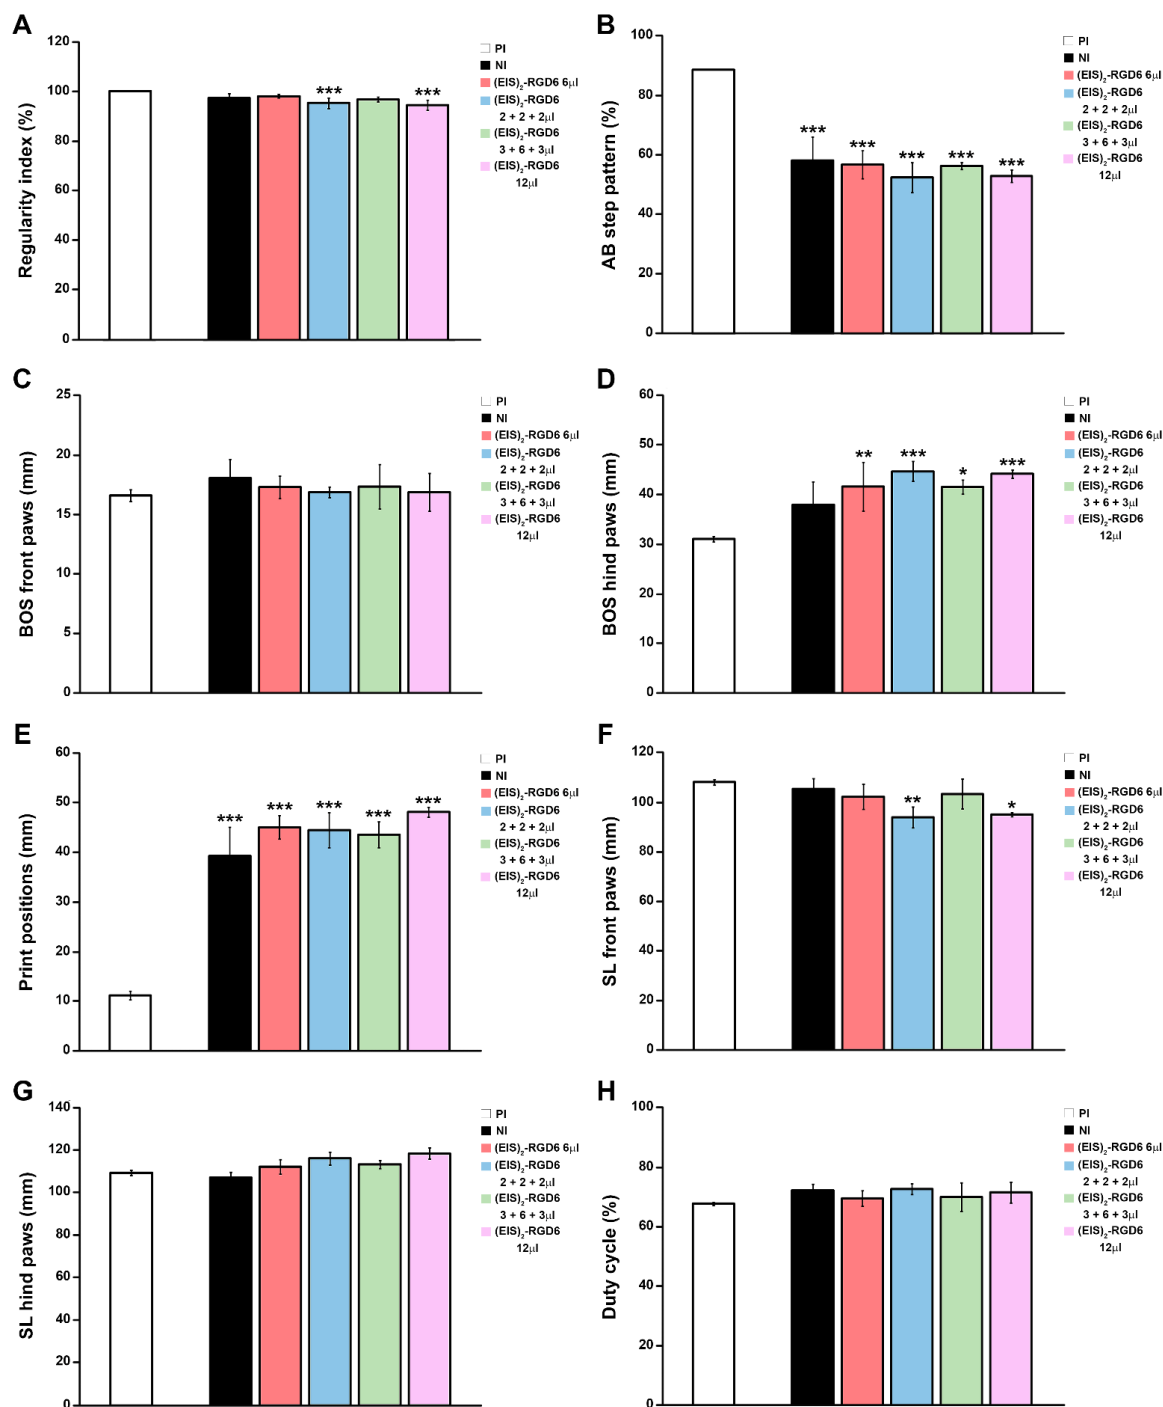 A
Regularity index (%)
120
100
80
60
40
20
0
***
***
PI
NI
(EIS)2-RGD6 6μl
(EIS)2-RGD6
2 + 2 + 2μl
(EIS)2-RGD6
3 + 6 + 3μl
(EIS)2-RGD6
12μl
B
AB step pattern (%)
100
80
60
40
20
0
***
***
***
***
***
PI
NI
(EIS)2-RGD6 6μl
(EIS)2-RGD6
2 + 2 + 2μl
(EIS)2-RGD6
3 + 6 + 3μl
(EIS)2-RGD6
12μl
C
BOS front paws (mm)
25
20
15
10
5
0
PI
NI
(EIS)2-RGD6 6μl
(EIS)2-RGD6
2 + 2 + 2μl
(EIS)2-RGD6
3 + 6 + 3μl
(EIS)2-RGD6
12μl
D
BOS hind paws (mm)
60
50
40
30
20
10
0
**
***
*
***
PI
NI
(EIS)2-RGD6 6μl
(EIS)2-RGD6
2 + 2 + 2μl
(EIS)2-RGD6
3 + 6 + 3μl
(EIS)2-RGD6
12μl
E
Print positions (mm)
60
50
40
30
20
10
0
***
***
***
***
***
PI
NI
(EIS)2-RGD6 6μl
(EIS)2-RGD6
2 + 2 + 2μl
(EIS)2-RGD6
3 + 6 + 3μl
(EIS)2-RGD6
12μl
F
SL front paws (mm)
120
100
80
60
40
20
0
**
*
PI
NI
(EIS)2-RGD6 6μl
(EIS)2-RGD6
2 + 2 + 2μl
(EIS)2-RGD6
3 + 6 + 3μl
(EIS)2-RGD6
12μl
G
SL hind paws (mm)
140
120
100
80
60
40
20
0
PI
NI
(EIS)2-RGD6 6μl
(EIS)2-RGD6
2 + 2 + 2μl
(EIS)2-RGD6
3 + 6 + 3μl
(EIS)2-RGD6
12μl
H
Duty cycle (%)
100
80
60
40
20
0
PI
NI
(EIS)2-RGD6 6μl
(EIS)2-RGD6
2 + 2 + 2μl
(EIS)2-RGD6
3 + 6 + 3μl
(EIS)2-RGD6
12μl